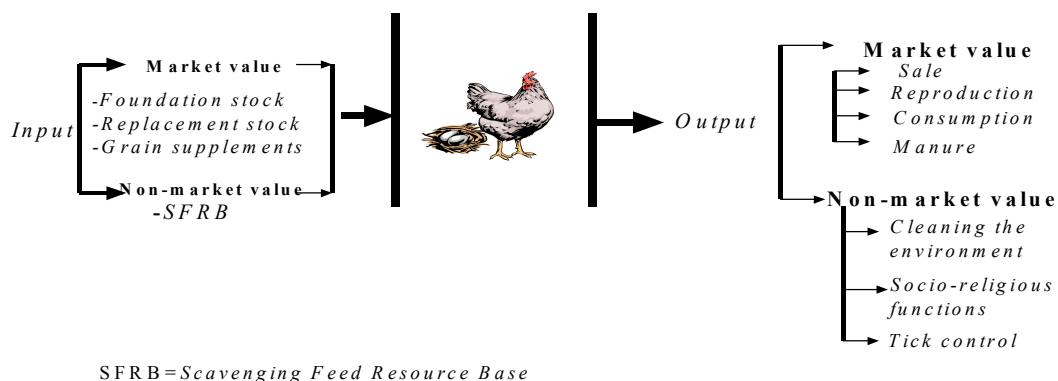 Input
Market value
-Foundation stock
-Replacement stock
-Grain supplements
Non-market value
-SFRB
Output
Market value
Sale
Reproduction
Consumption
Manure
Non-market value
Cleaning the
environment
Socio-religious
functions
Tick control
SFRB=Scavenging Feed Resource Base